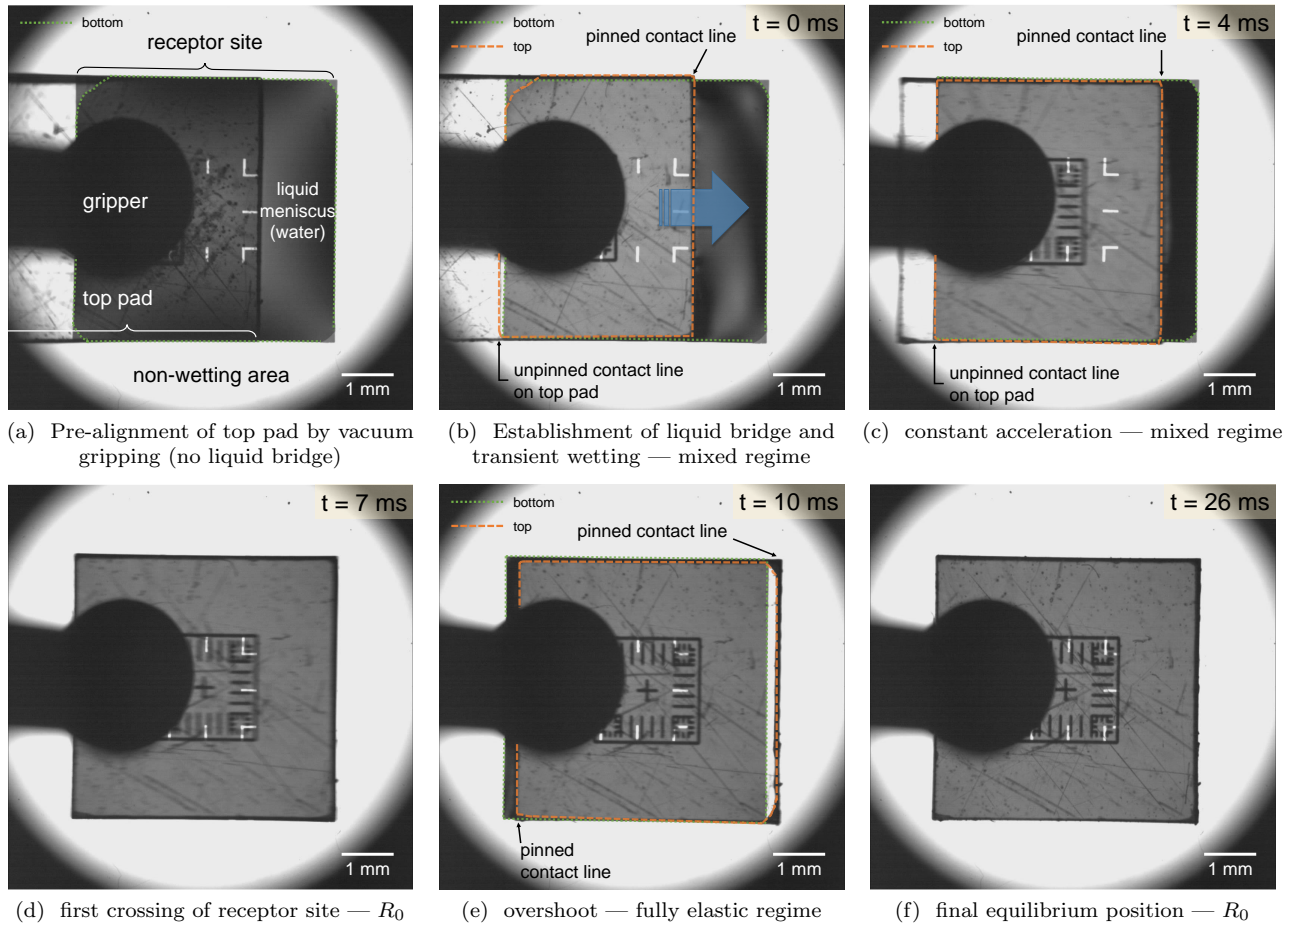 bottom
receptor site
gripper
liquid
meniscus
(water)
top pad
non-wetting area
1 mm
(a) Pre-alignment of top pad by vacuum
gripping (no liquid bridge)
bottom
top
t = 0 ms
pinned contact line
unpinned contact line
on top pad
1 mm
(b) Establishment of liquid bridge and
transient wetting — mixed regime
bottom
top
t = 4 ms
pinned contact line
unpinned contact line
on top pad
1 mm
(c) constant acceleration — mixed regime
t = 7 ms
1 mm
(d) first crossing of receptor site — R₀
bottom
top
t = 10 ms
pinned contact line
pinned
contact line
1 mm
(e) overshoot — fully elastic regime
t = 26 ms
1 mm
(f) final equilibrium position — R₀